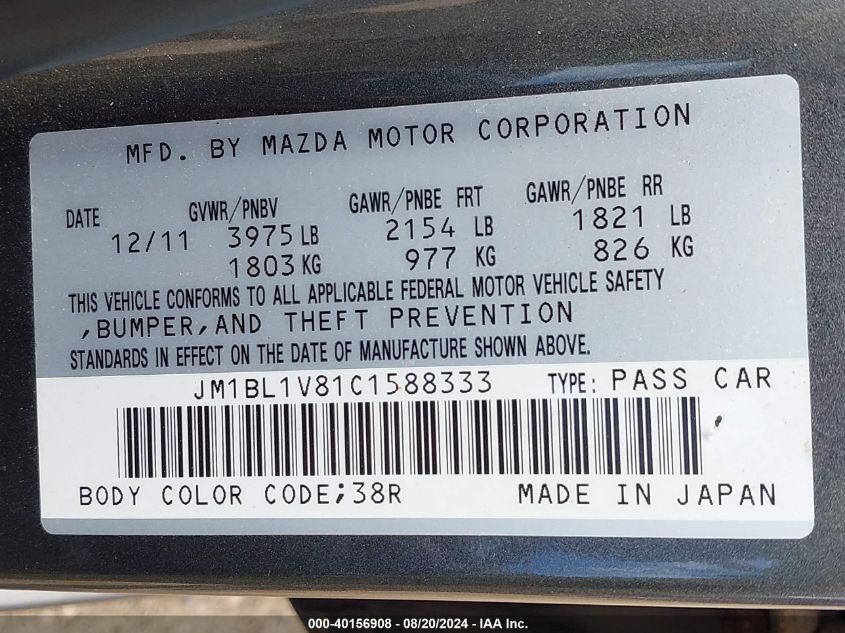 MFD. BY MAZDA MOTOR CORPORATION
DATE GVWR/PNBV GAWR/PNBE FRT GAWR/PNBE RR
12/11 3975 LB 2154 LB 1821 LB
1803 KG 977 KG 826 KG
THIS VEHICLE CONFORMS TO ALL APPLICABLE FEDERAL MOTOR VEHICLE SAFETY
,BUMPER,AND THEFT PREVENTION
STANDARDS IN EFFECT ON THE DATE OF MANUFACTURE SHOWN ABOVE.
JM1BL1V81C1588333 TYPE: PASS CAR
BODY COLOR CODE;38R MADE IN JAPAN
000-40156908 - 08/20/2024 - IAA Inc.